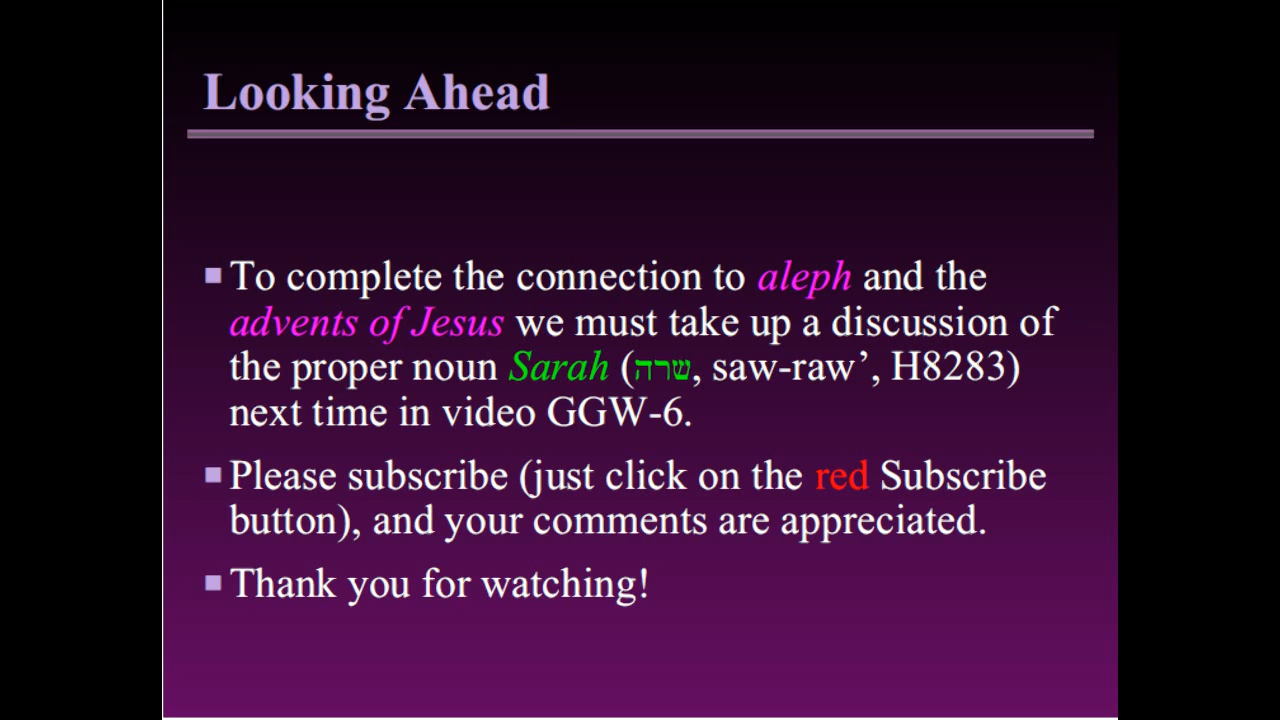 Looking Ahead
To complete the connection to aleph and the
advents of Jesus we must take up a discussion of
the proper noun Sarah (שרה, saw-raw’, H8283)
next time in video GGW-6.
Please subscribe (just click on the red Subscribe
button), and your comments are appreciated.
Thank you for watching!